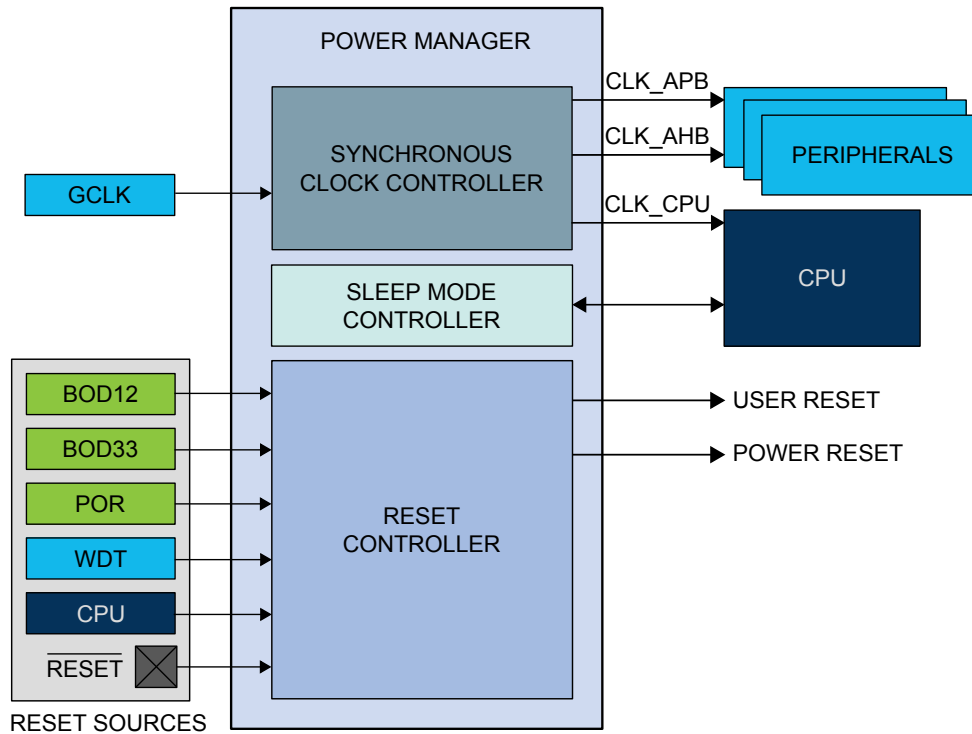 POWER MANAGER
SYNCHRONOUS
CLOCK CONTROLLER
GCLK
CLK_APB
CLK_AHB
CLK_CPU
PERIPHERALS
CPU
SLEEP MODE
CONTROLLER
BOD12
BOD33
POR
WDT
CPU
RESET
RESET SOURCES
RESET
CONTROLLER
USER RESET
POWER RESET